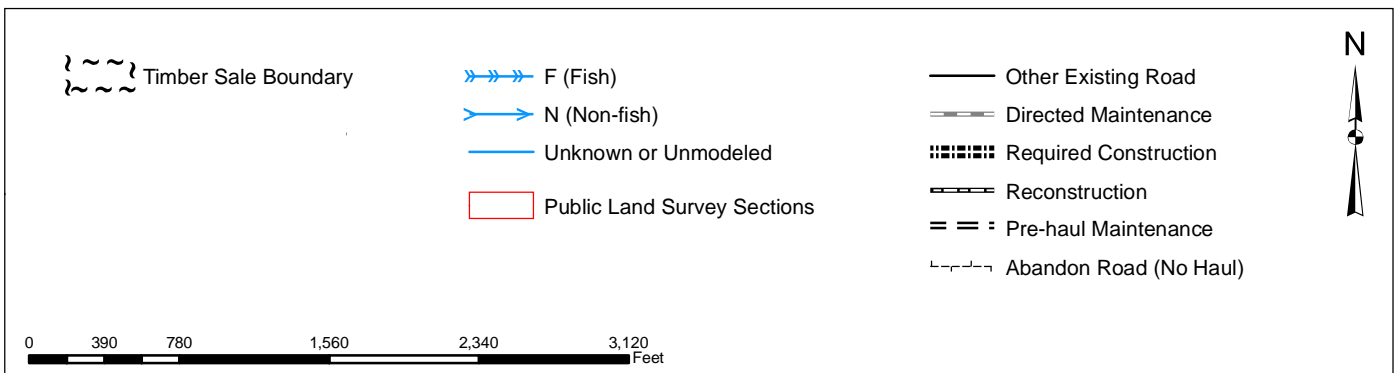 Timber Sale Boundary
F (Fish)
N (Non-fish)
Unknown or Unmodeled
Public Land Survey Sections
Other Existing Road
Directed Maintenance
Required Construction
Reconstruction
Pre-haul Maintenance
Abandon Road (No Haul)
N
0 390 780 1,560 2,340 3,120
Feet